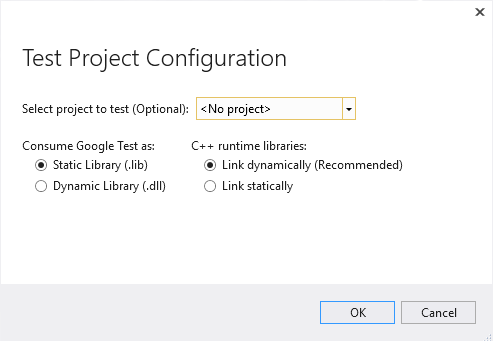 Test Project Configuration
Select project to test (Optional): <No project>
Consume Google Test as: C++ runtime libraries:
Static Library (.lib) Link dynamically (Recommended)
Dynamic Library (.dll) Link statically
OK Cancel